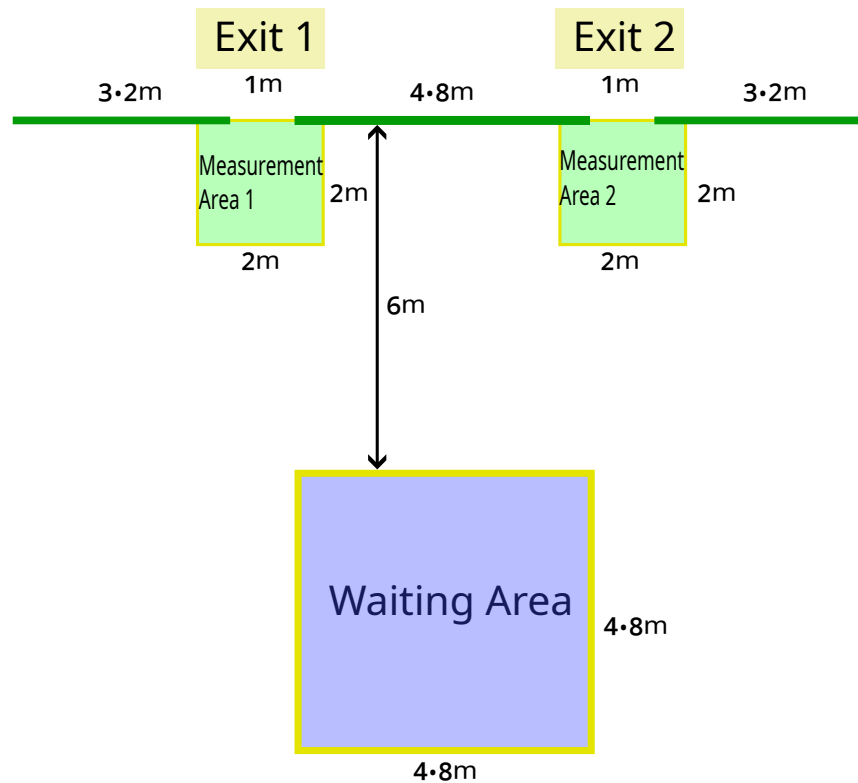 Exit 1
Exit 2
3·2m
1m
4·8m
1m
3·2m
Measurement
Area 1
Measurement
Area 2
2m
2m
2m
2m
6m
Waiting Area
4·8m
4·8m